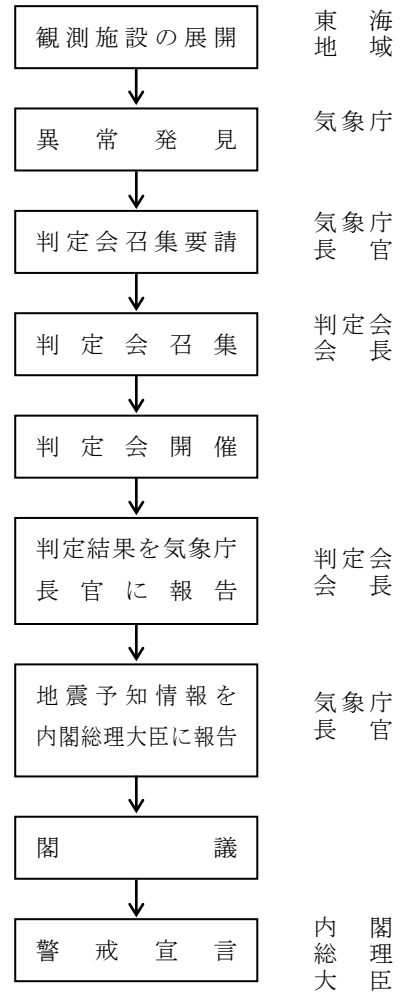 観測施設の展開
東海
地域
異常発見
気象庁
判定会召集要請
気象庁
長官
判定会召集
判定会
会長
判定会開催
判定結果を気象庁
長官に報告
判定会
会長
地震予知情報を
内閣総理大臣に報告
気象庁
長官
閣議
警戒宣言
内閣
総理
大臣